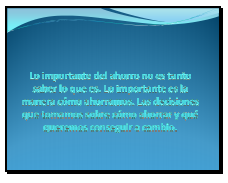 Lo importante del ahorro no es tanto
saber lo que es. Lo importante es la
manera cómo ahorramos. Las decisiones
que tomamos sobre cómo ahorrar y qué
queremos conseguir a cambio.